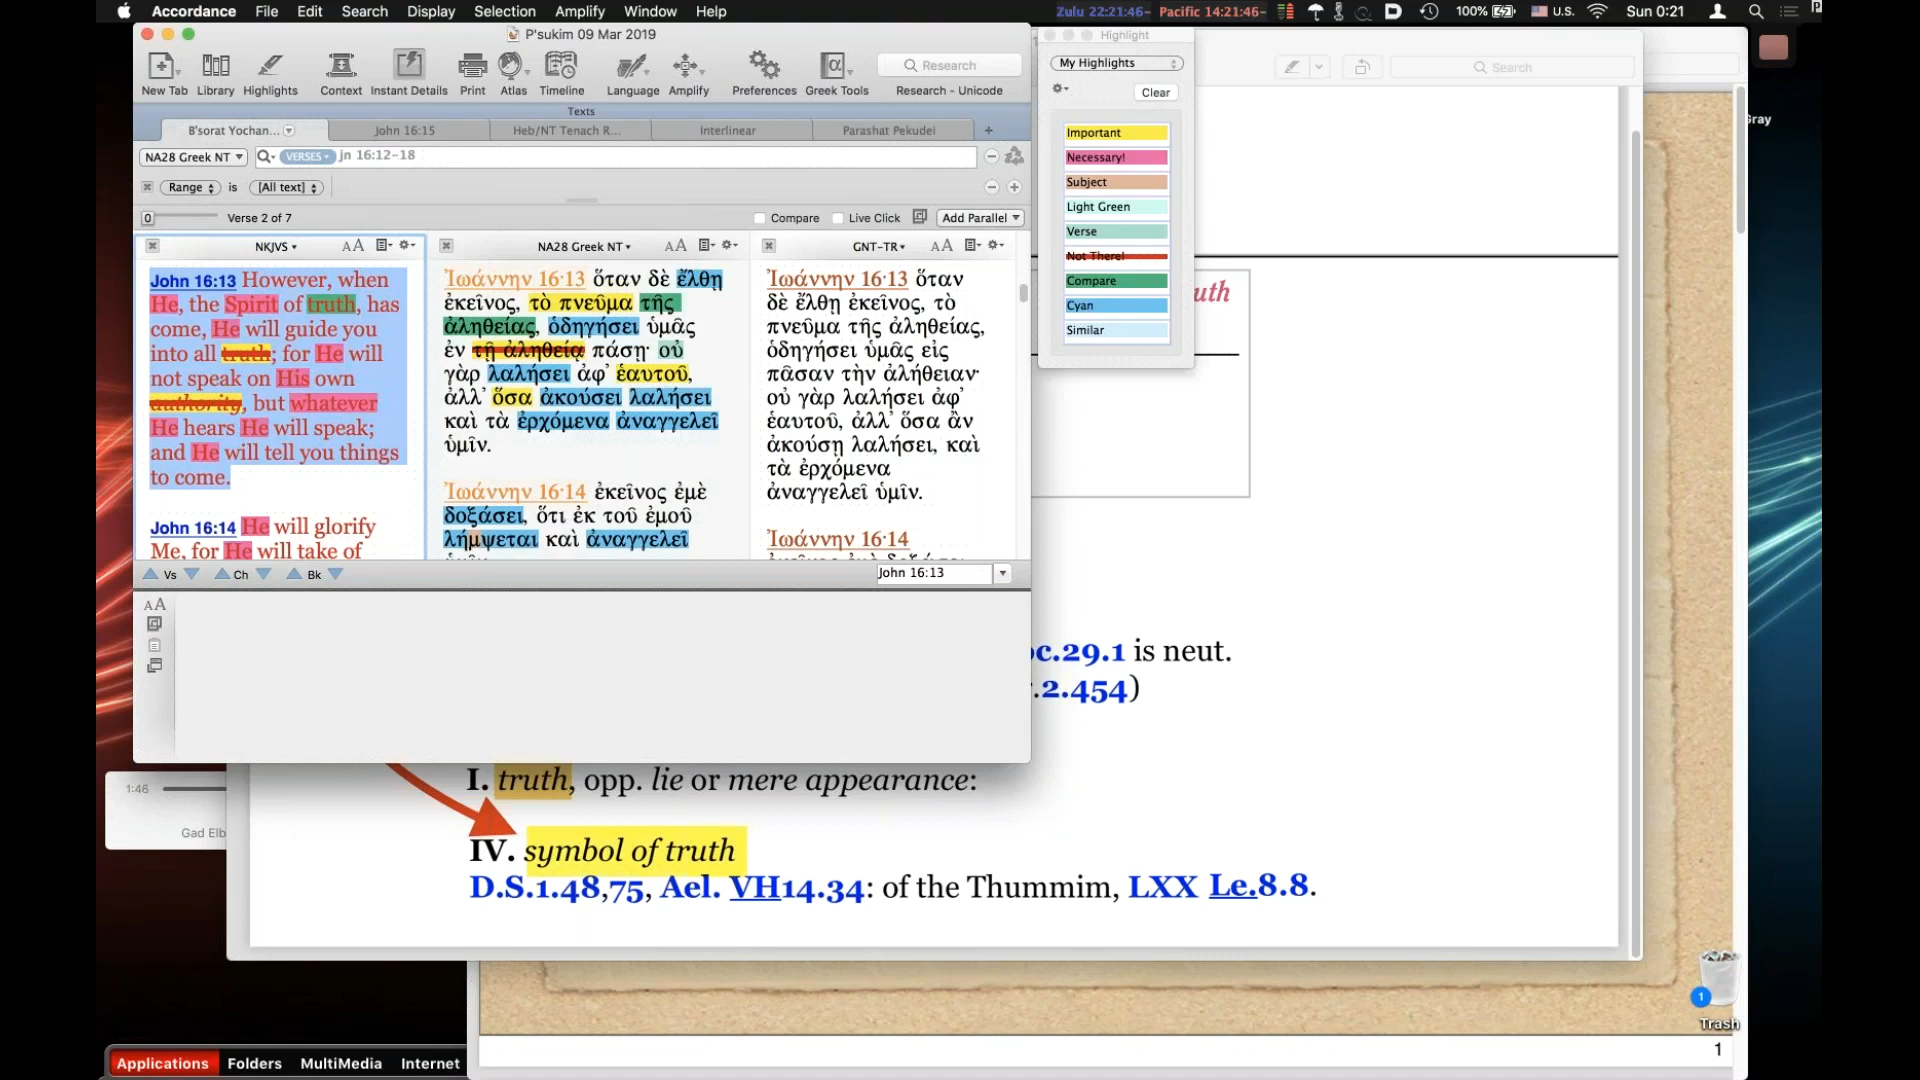 Accordance File Edit Search Display Selection Amplify Window Help
Zulu 22:21:46- Pacific 14:21:46- 100% U.S. Sun 0:21
P'sukim 09 Mar 2019
New Tab Library Highlights Context Instant Details Print Atlas Timeline Language Amplify Preferences Greek Tools Research - Unicode
Research
Texts
B'sorat Yochan... John 16:15 Heb/NT Tenach R... Interlinear Parashat Pekudei +
NA28 Greek NT VERSES jn 16:12-18
Range is [All text]
0 Verse 2 of 7 Compare Live Click Add Parallel
NKJVS AA
John 16:13 However, when
He, the Spirit of truth, has
come, He will guide you
into all truth; for He will
not speak on His own
authority, but whatever
He hears He will speak;
and He will tell you things
to come.
John 16:14 He will glorify
Me, for He will take of
NA28 Greek NT AA
Ἰωάννην 16·13 ὅταν δὲ ἔλθῃ
ἐκεῖνος, τὸ πνεῦμα τῆς
ἀληθείας, ὁδηγήσει ὑμᾶς
ἐν τῇ ἀληθείᾳ πάσῃ· οὐ
γὰρ λαλήσει ἀφ᾽ ἑαυτοῦ,
ἀλλ᾽ ὅσα ἀκούσει λαλήσει
καὶ τὰ ἐρχόμενα ἀναγγελεῖ
ὑμῖν.
Ἰωάννην 16·14 ἐκεῖνος ἐμὲ
δοξάσει, ὅτι ἐκ τοῦ ἐμοῦ
λήμψεται καὶ ἀναγγελεῖ
GNT-TR AA
Ἰωάννην 16·13 ὅταν
δὲ ἔλθῃ ἐκεῖνος, τὸ
πνεῦμα τῆς ἀληθείας,
ὁδηγήσει ὑμᾶς εἰς
πᾶσαν τὴν ἀλήθειαν·
οὐ γὰρ λαλήσει ἀφ᾽
ἑαυτοῦ, ἀλλ᾽ ὅσα ἂν
ἀκούσῃ λαλήσει, καὶ
τὰ ἐρχόμενα
ἀναγγελεῖ ὑμῖν.
Ἰωάννην 16·14
Vs Ch Bk John 16:13
AA
Highlight
My Highlights
Clear
Important
Necessary!
Subject
Light Green
Verse
Not There!
Compare
Cyan
Similar
Search
uth
oc.29.1 is neut.
.2.454)
I. truth, opp. lie or mere appearance:
IV. symbol of truth
D.S.1.48,75, Ael. VH14.34: of the Thummim, LXX Le.8.8.
1:46
Gad Elb
Gray
1
Trash
1
Applications Folders MultiMedia Internet